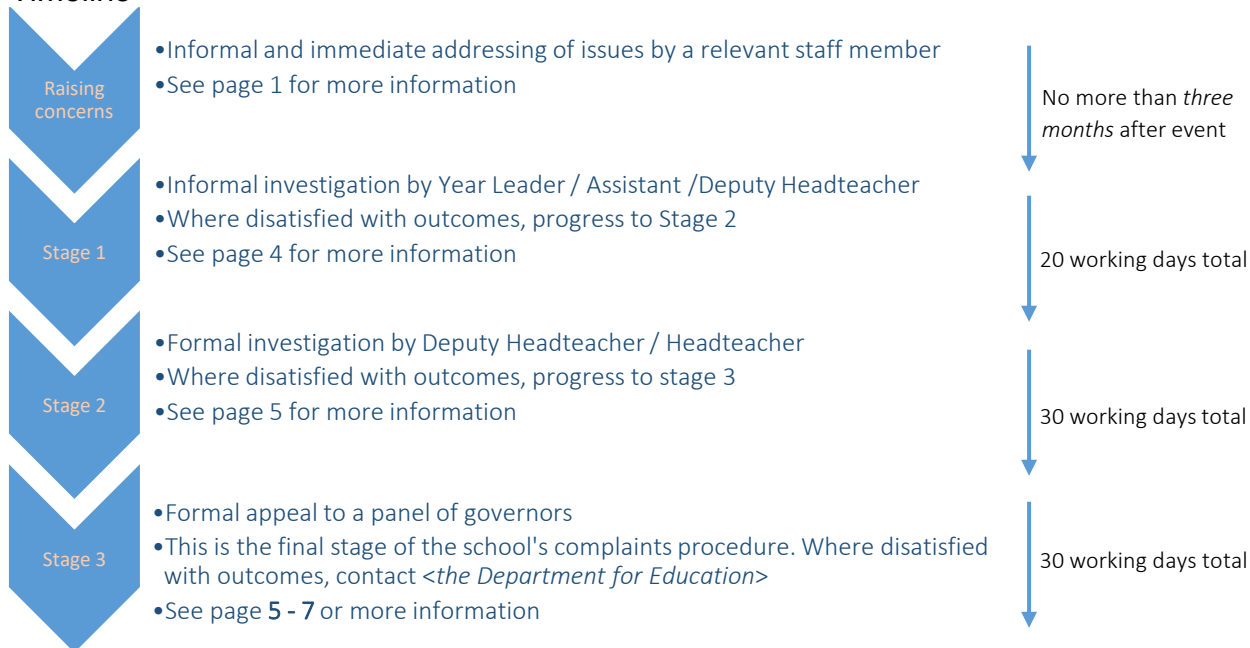 Raising
concerns
•Informal and immediate addressing of issues by a relevant staff member
•See page 1 for more information
No more than three
months after event
Stage 1
•Informal investigation by Year Leader / Assistant /Deputy Headteacher
•Where disatisfied with outcomes, progress to Stage 2
•See page 4 for more information
20 working days total
Stage 2
•Formal investigation by Deputy Headteacher / Headteacher
•Where disatisfied with outcomes, progress to stage 3
•See page 5 for more information
30 working days total
Stage 3
•Formal appeal to a panel of governors
•This is the final stage of the school's complaints procedure. Where disatisfied
with outcomes, contact <the Department for Education>
•See page 5 - 7 or more information
30 working days total